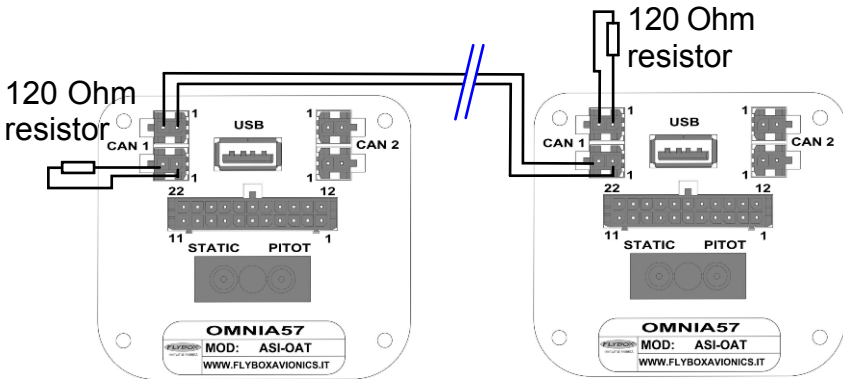 120 Ohm
resistor
1
USB
CAN 1
CAN 2
1
1
22
12
11
1
STATIC PITOT
OMNIA57
FLYBOX
MOD: ASI-OAT
WWW.FLYBOXAVIONICS.IT
120 Ohm
resistor
1
USB
CAN 1
CAN 2
1
1
22
12
11
1
STATIC PITOT
OMNIA57
FLYBOX
MOD: ASI-OAT
WWW.FLYBOXAVIONICS.IT